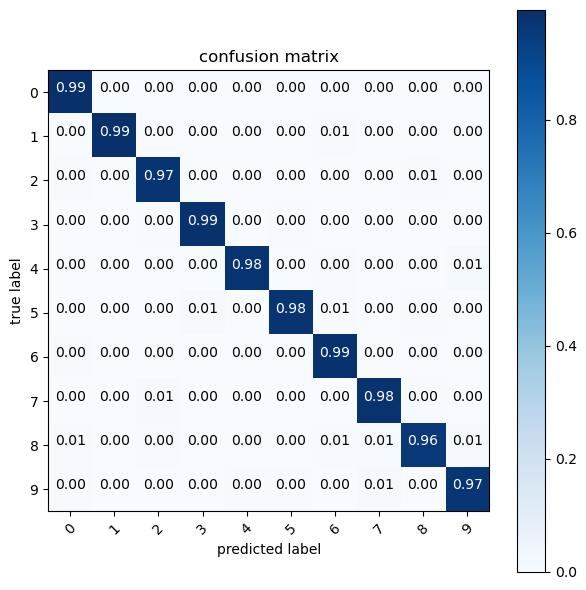 confusion matrix
0 0.99 0.00 0.00 0.00 0.00 0.00 0.00 0.00 0.00 0.00
1 0.00 0.99 0.00 0.00 0.00 0.00 0.01 0.00 0.00 0.00
2 0.00 0.00 0.97 0.00 0.00 0.00 0.00 0.00 0.01 0.00
3 0.00 0.00 0.00 0.99 0.00 0.00 0.00 0.00 0.00 0.00
4 0.00 0.00 0.00 0.00 0.98 0.00 0.00 0.00 0.00 0.01
5 0.00 0.00 0.00 0.01 0.00 0.98 0.01 0.00 0.00 0.00
6 0.00 0.00 0.00 0.00 0.00 0.00 0.99 0.00 0.00 0.00
7 0.00 0.00 0.01 0.00 0.00 0.00 0.00 0.98 0.00 0.00
8 0.01 0.00 0.00 0.00 0.00 0.00 0.01 0.01 0.96 0.01
9 0.00 0.00 0.00 0.00 0.00 0.00 0.00 0.01 0.00 0.97
0 1 2 3 4 5 6 7 8 9
predicted label
true label
0.8
0.6
0.4
0.2
0.0